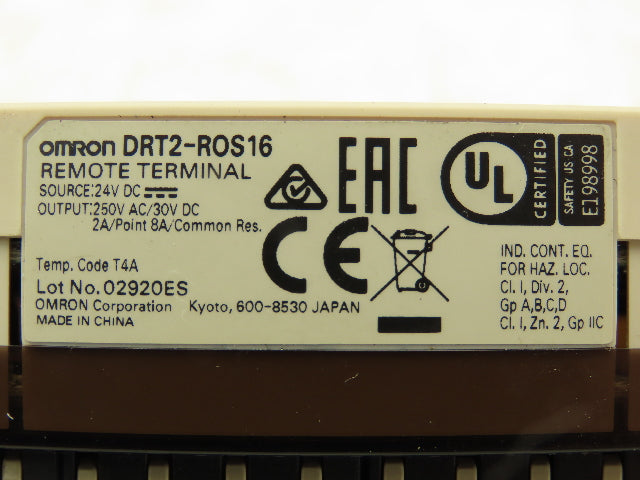 omron DRT2-ROS16
REMOTE TERMINAL
SOURCE:24V DC
OUTPUT:250V AC/30V DC
2A/Point 8A/Common Res.
Temp. Code T4A
Lot No.02920ES
OMRON Corporation Kyoto, 600-8530 JAPAN
MADE IN CHINA
EAC
CE
UL
CERTIFIED
SAFETY US CA
E198998
IND. CONT. EQ.
FOR HAZ. LOC.
Cl. I, Div. 2,
Gp A,B,C,D
Cl. I, Zn. 2, Gp IIC